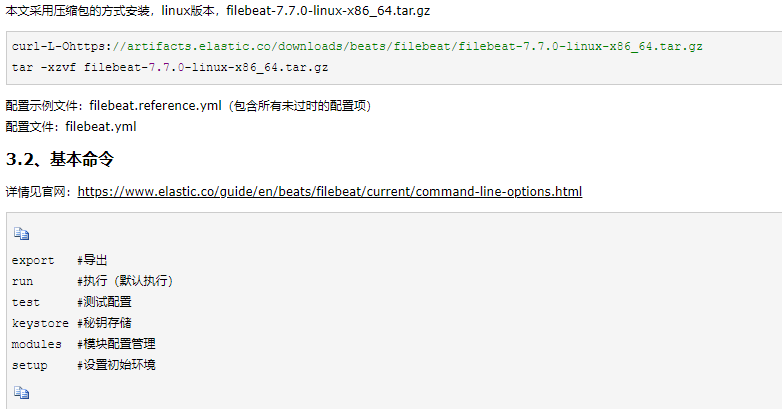 本文采用压缩包的方式安装，linux版本，filebeat-7.7.0-linux-x86_64.tar.gz
curl-L-Ohttps://artifacts.elastic.co/downloads/beats/filebeat/filebeat-7.7.0-linux-x86_64.tar.gz
tar -xzvf filebeat-7.7.0-linux-x86_64.tar.gz
配置示例文件：filebeat.reference.yml（包含所有未过时的配置项）
配置文件：filebeat.yml
3.2、基本命令
详情见官网：https://www.elastic.co/guide/en/beats/filebeat/current/command-line-options.html
export   #导出
run      #执行（默认执行）
test     #测试配置
keystore #秘钥存储
modules  #模块配置管理
setup    #设置初始环境